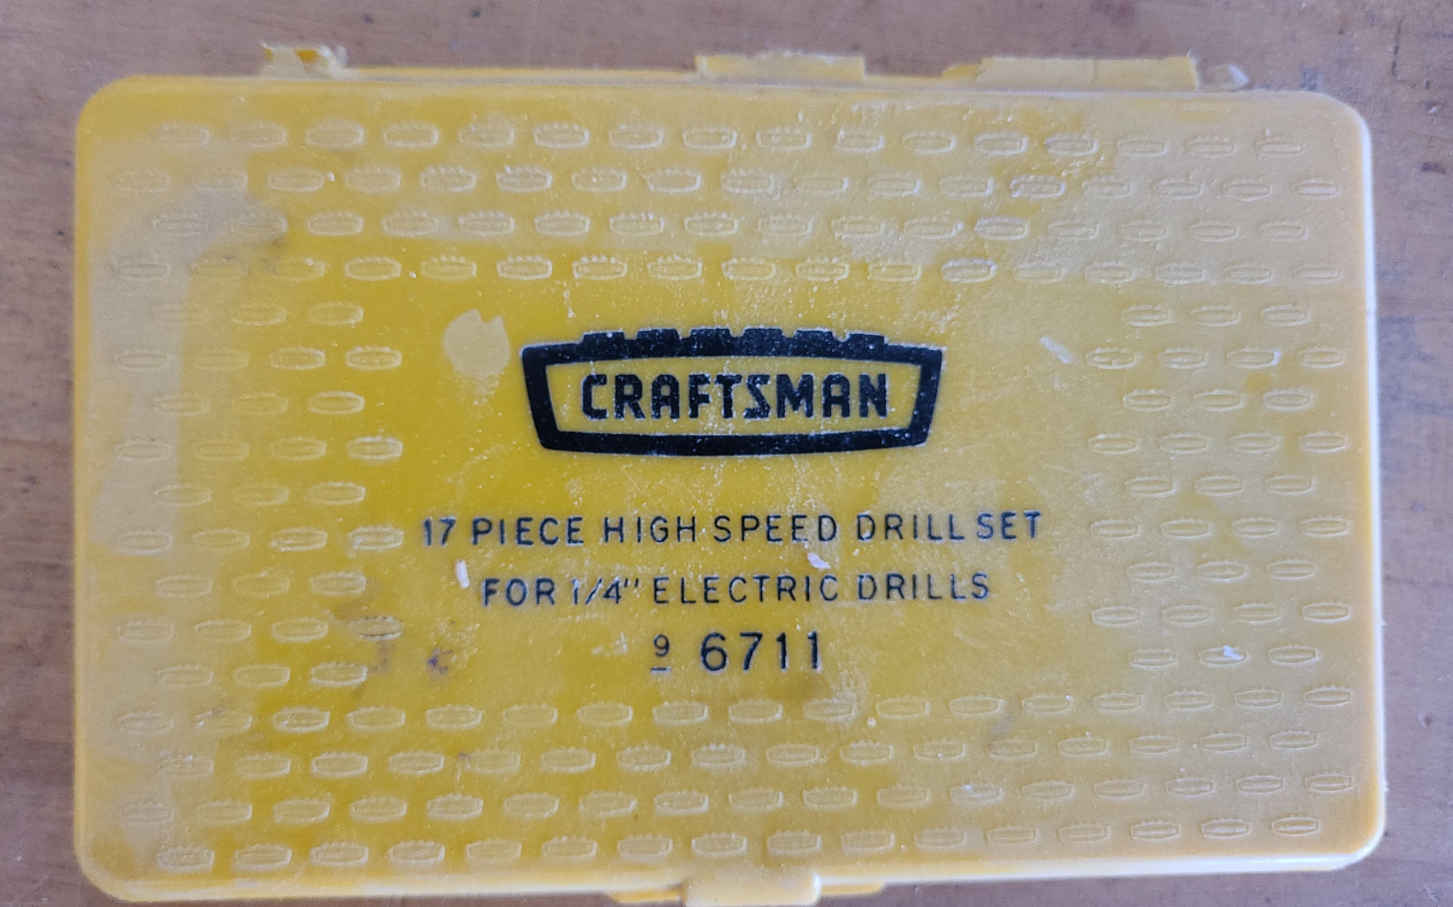 CRAFTSMAN
17 PIECE HIGH SPEED DRILL SET
FOR 1/4" ELECTRIC DRILLS
9 6711